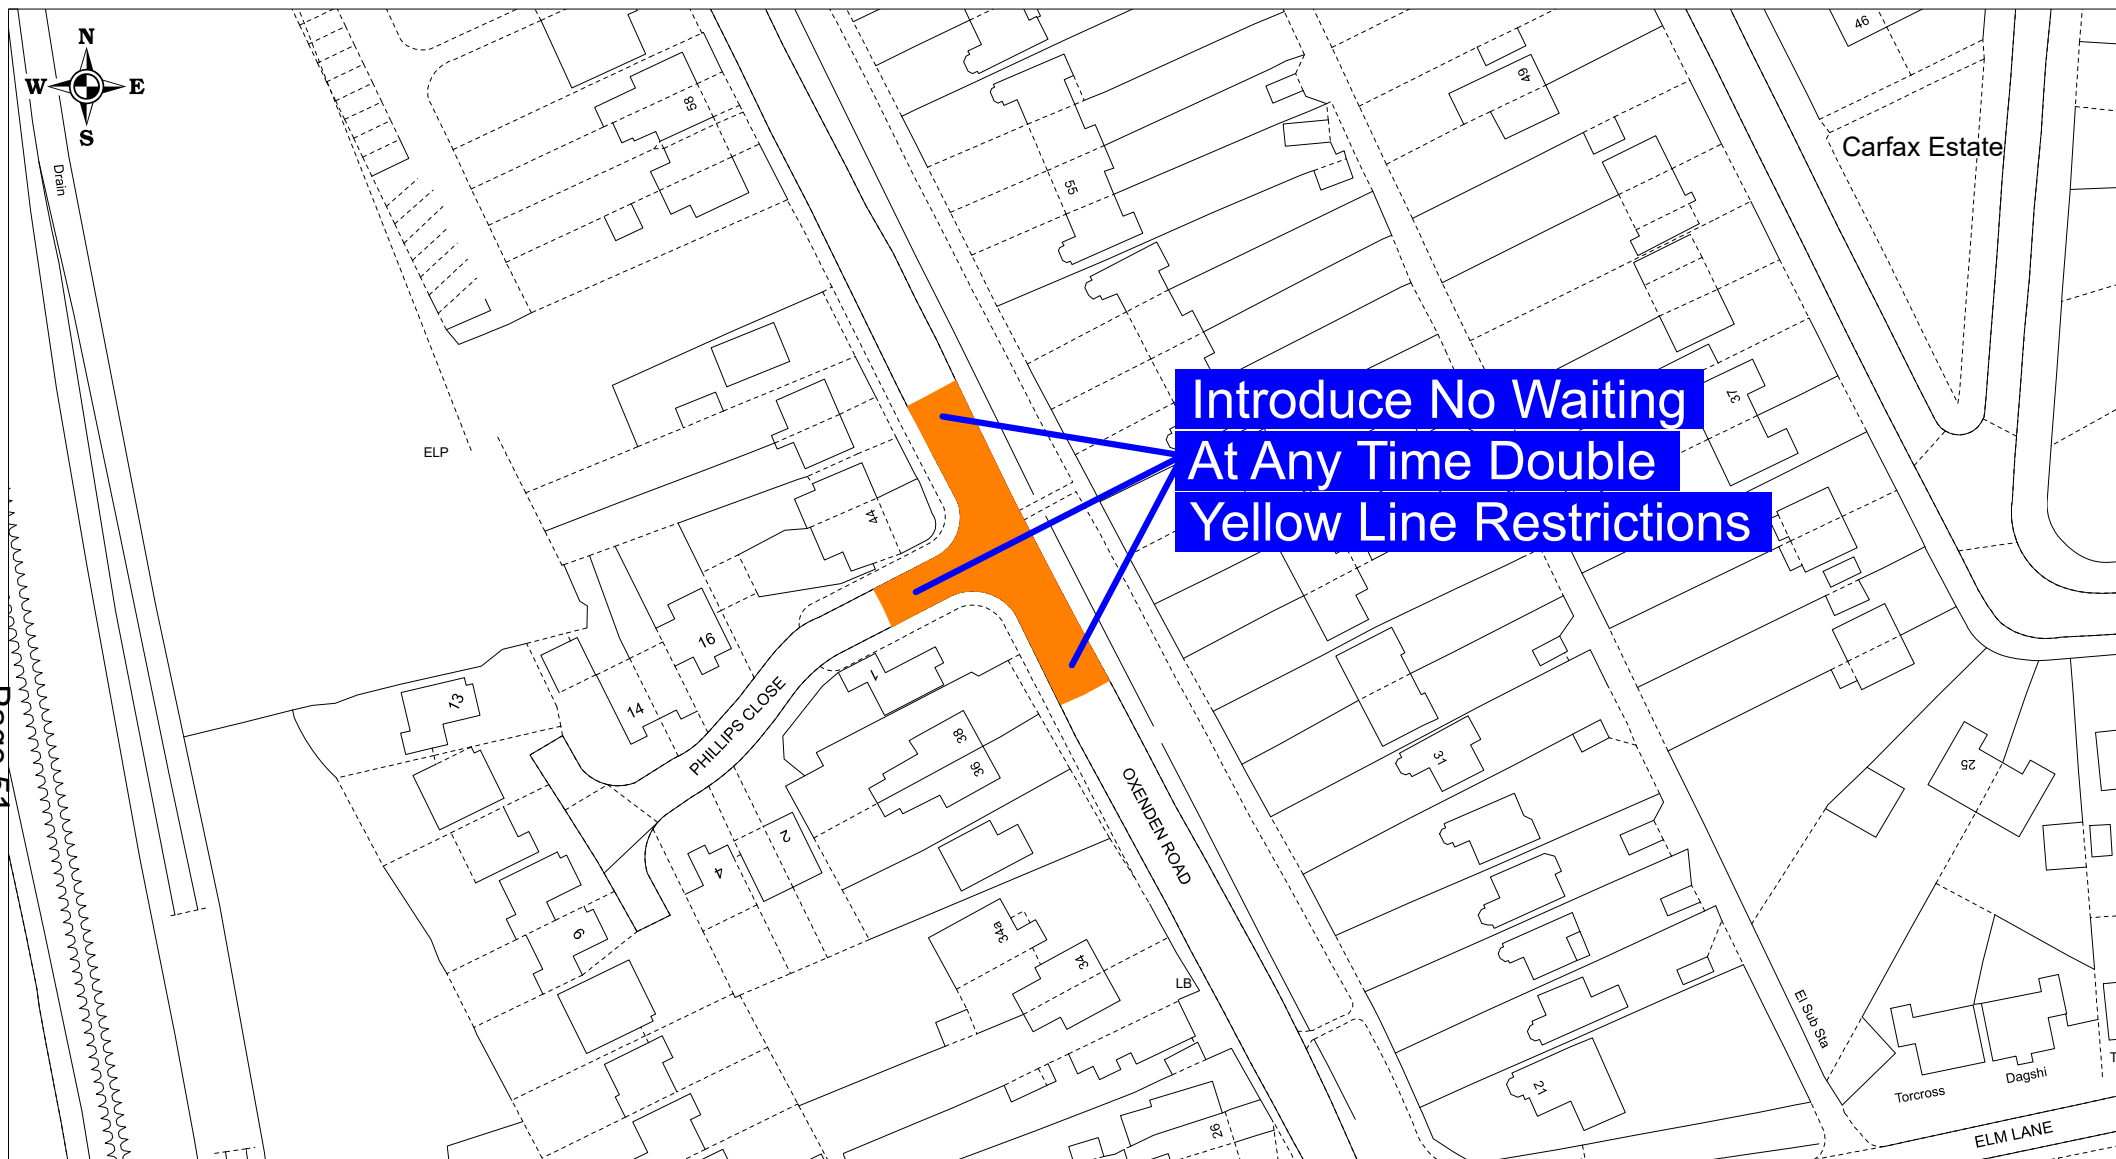 N
W E
S
Drain
46
58
49
Carfax Estate
55
Introduce No Waiting
At Any Time Double
Yellow Line Restrictions
37
ELP
44
16
1
13
14
PHILLIPS CLOSE
38
36
31
25
OXENDEN ROAD
2
4
9
34a
34
LB
El Sub Sta
21
Torcross
Dagshi
26
ELM LANE